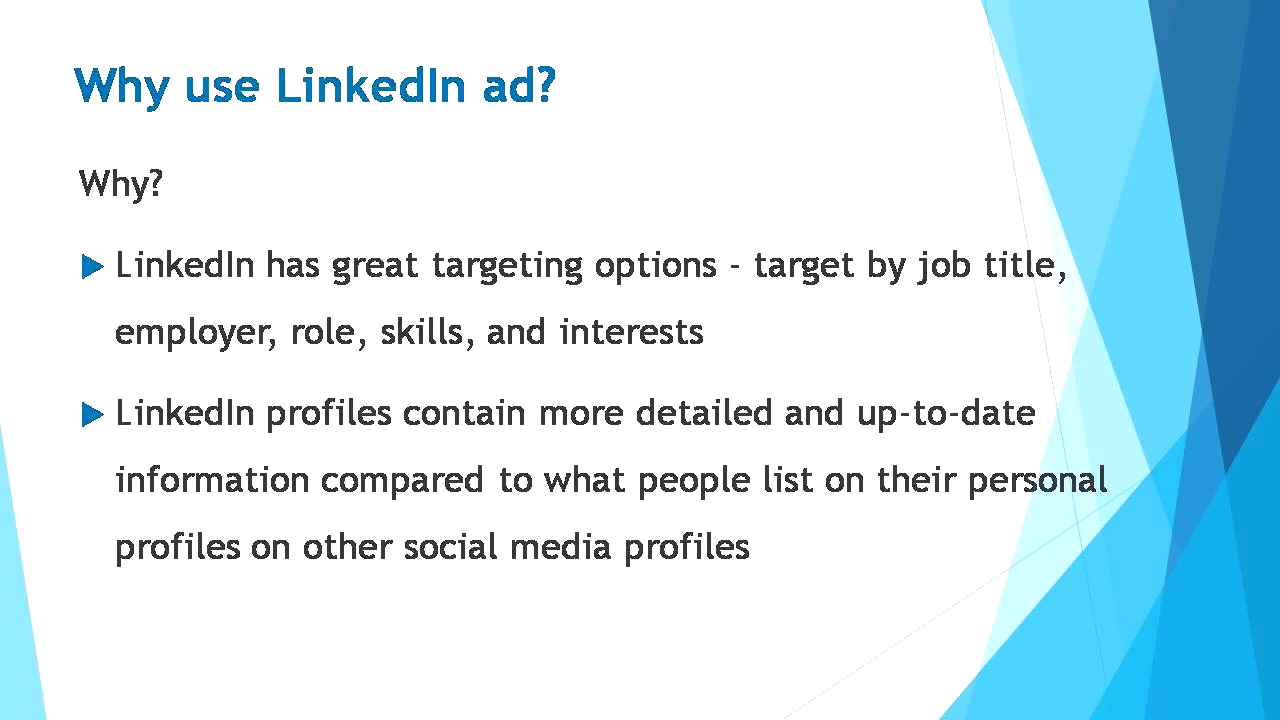 Why use LinkedIn ad?
Why?
LinkedIn has great targeting options - target by job title,
employer, role, skills, and interests
LinkedIn profiles contain more detailed and up-to-date
information compared to what people list on their personal
profiles on other social media profiles